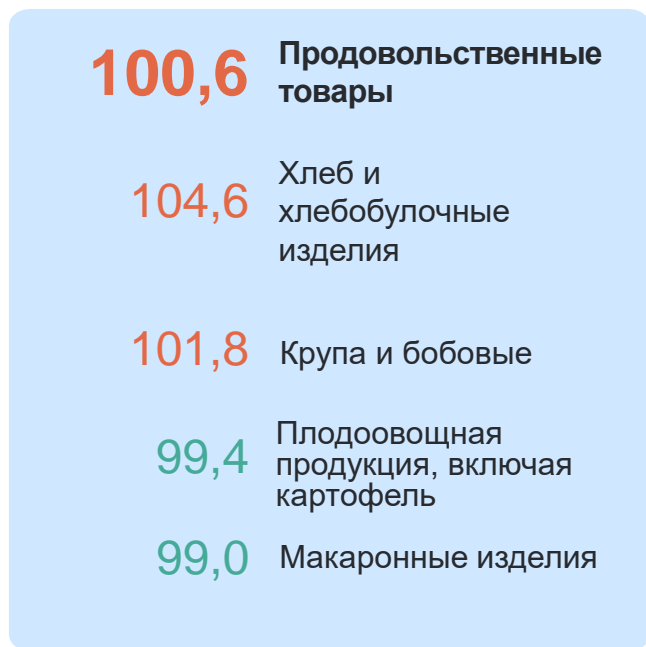 100,6 Продовольственные
товары
104,6 Хлеб и
хлебобулочные
изделия
101,8 Крупа и бобовые
99,4 Плодоовощная
продукция, включая
картофель
99,0 Макаронные изделия